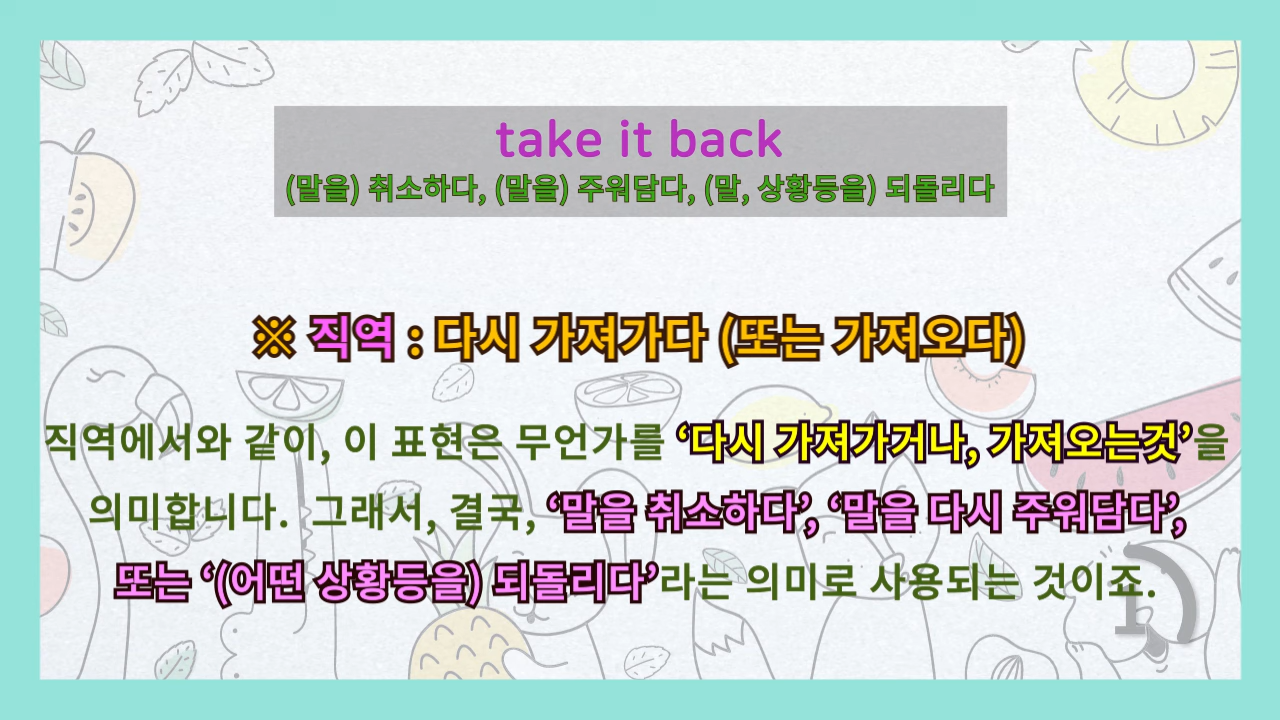 take it back
(말을) 취소하다, (말을) 주워담다, (말, 상황등을) 되돌리다
※ 직역 : 다시 가져가다 (또는 가져오다)
직역에서와 같이, 이 표현은 무언가를 ‘다시 가져가거나, 가져오는것’을
의미합니다. 그래서, 결국, ‘말을 취소하다’, ‘말을 다시 주워담다’,
또는 ‘(어떤 상황등을) 되돌리다’라는 의미로 사용되는 것이죠.
1